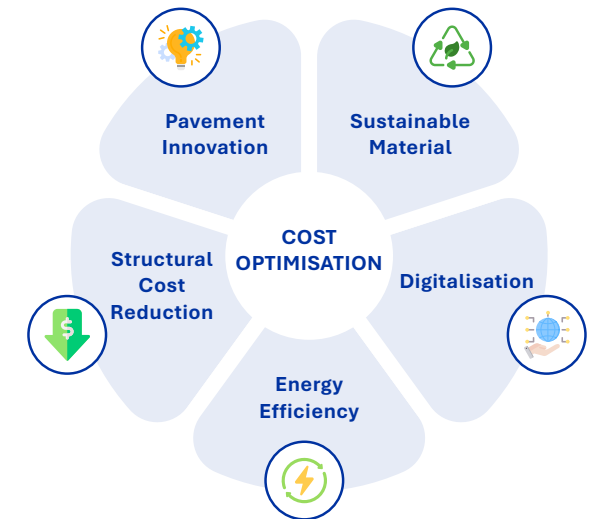 Pavement
Innovation
Sustainable
Material
COST
OPTIMISATION
Structural
Cost
Reduction
Digitalisation
Energy
Efficiency
$